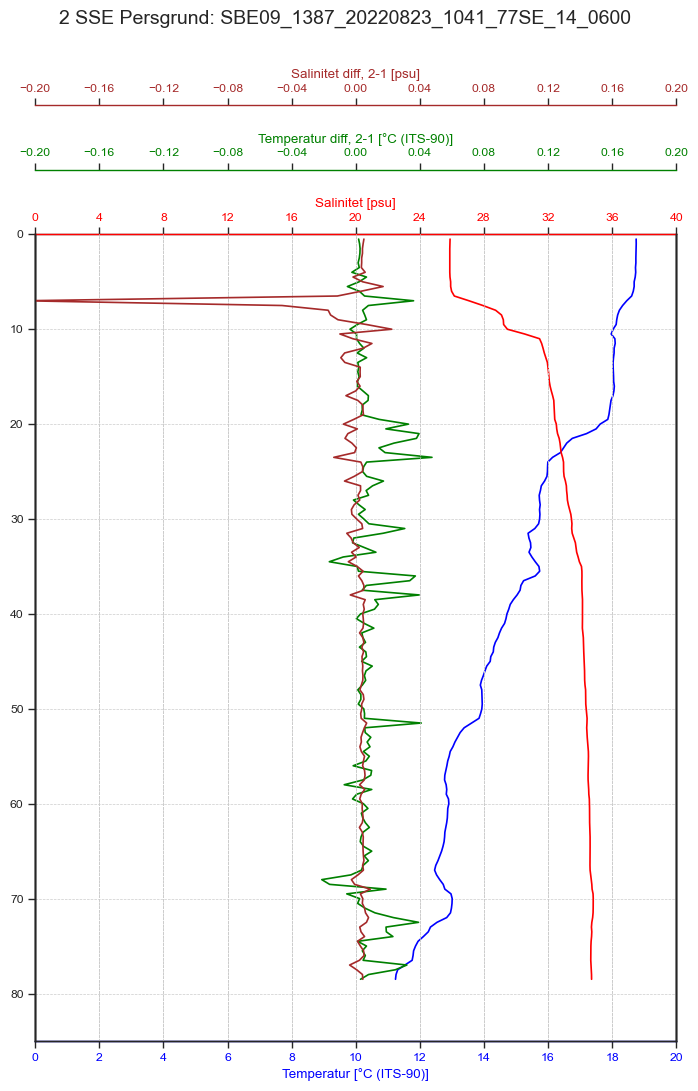 2 SSE Persgrund: SBE09_1387_20220823_1041_77SE_14_0600
Salinitet diff, 2-1 [psu]
−0.20 −0.16 −0.12 −0.08 −0.04 0.00 0.04 0.08 0.12 0.16 0.20
Temperatur diff, 2-1 [°C (ITS-90)]
−0.20 −0.16 −0.12 −0.08 −0.04 0.00 0.04 0.08 0.12 0.16 0.20
Salinitet [psu]
0 4 8 12 16 20 24 28 32 36 40
0
10
20
30
40
50
60
70
80
0 2 4 6 8 10 12 14 16 18 20
Temperatur [°C (ITS-90)]